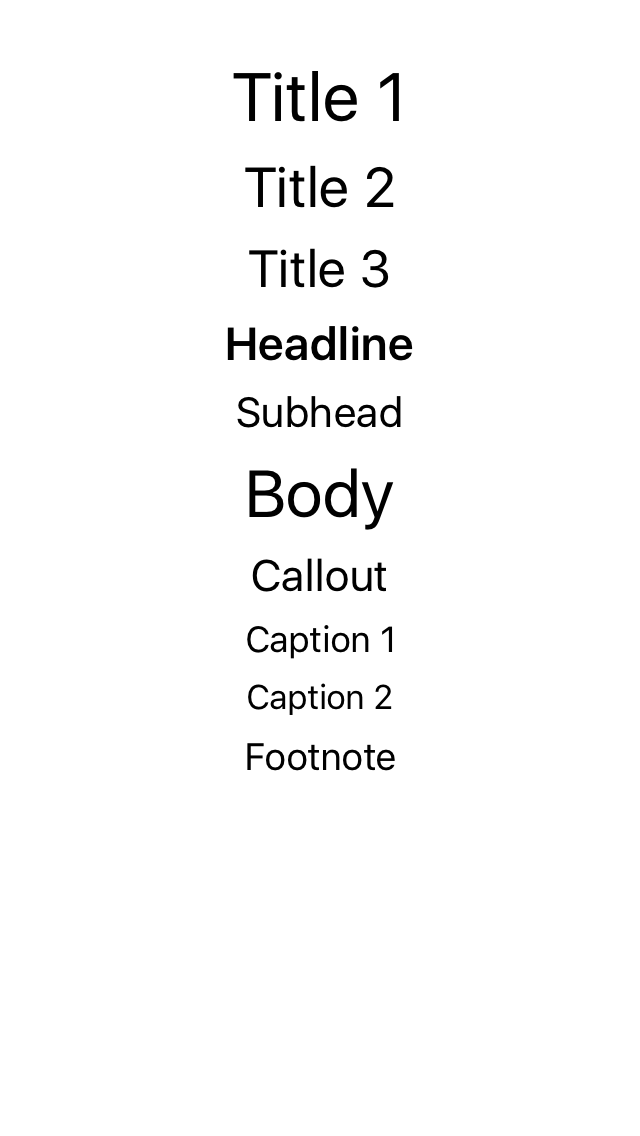 Title 1
Title 2
Title 3
Headline
Subhead
Body
Callout
Caption 1
Caption 2
Footnote